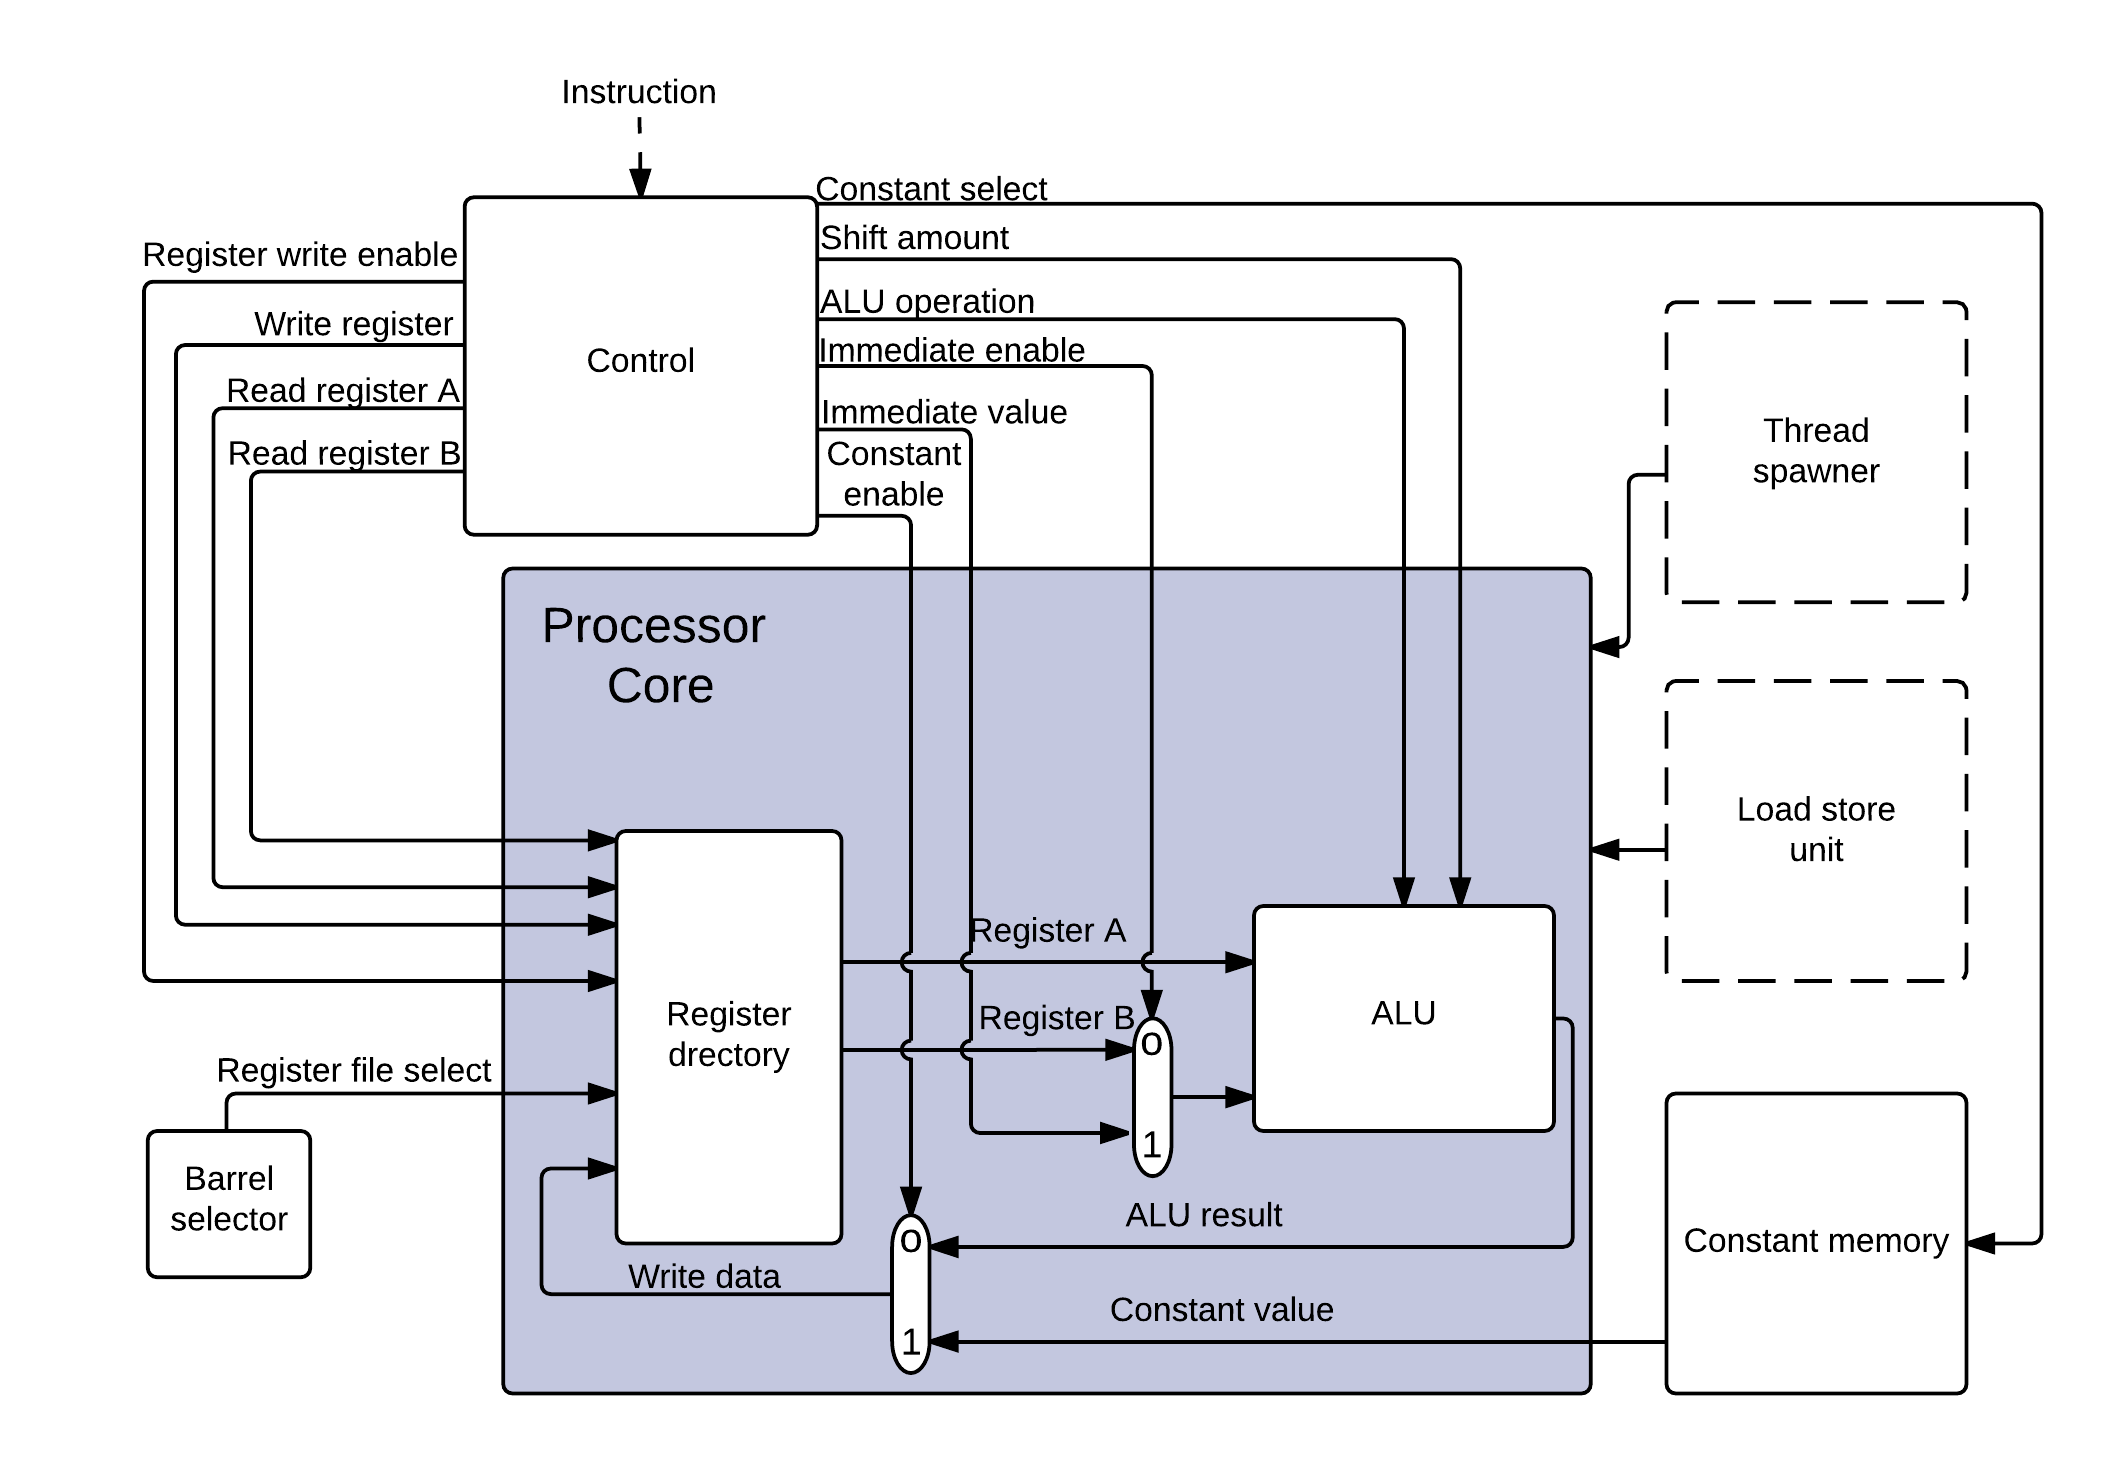 Instruction
Constant select
Shift amount
Register write enable
ALU operation
Write register
Immediate enable
Control
Read register A
Immediate value
Read register B
Constant
enable
Thread
spawner
Processor
Core
Load store
unit
Register A
Register B
Register
drectory
ALU
0
1
Register file select
Barrel
selector
ALU result
0
1
Write data
Constant value
Constant memory